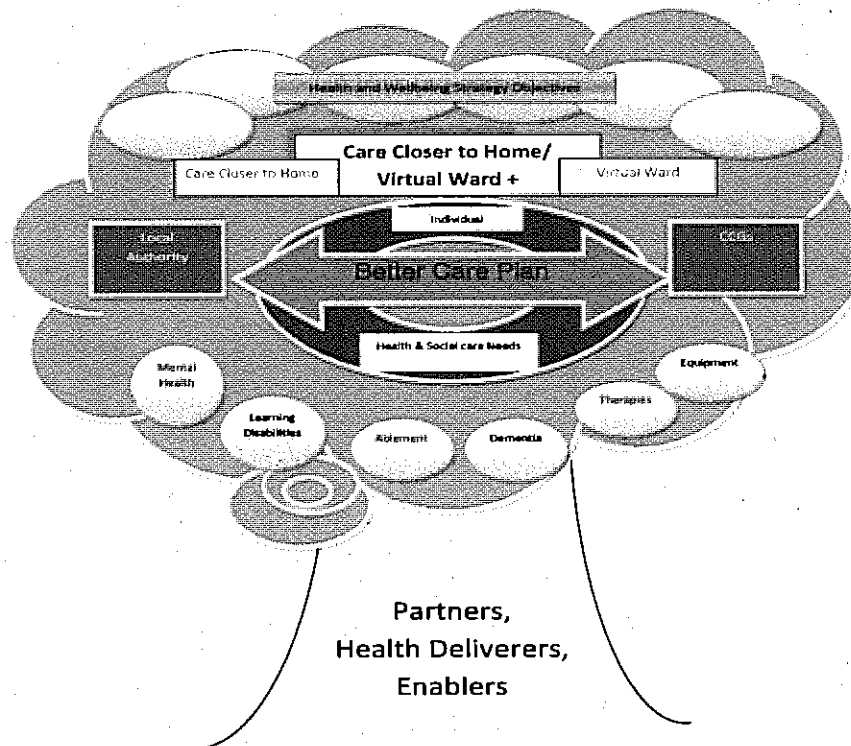 Health and Wellbeing Strategy Objectives
Care Closer to Home/
Virtual Ward +
Care Closer to Home
Virtual Ward
Individual
Local
Authority
CCGs
Better Care Plan
Health & Social care Needs
Mental
Health
Learning
Disabilities
Ablement
Dementia
Therapies
Equipment
Partners,
Health Deliverers,
Enablers